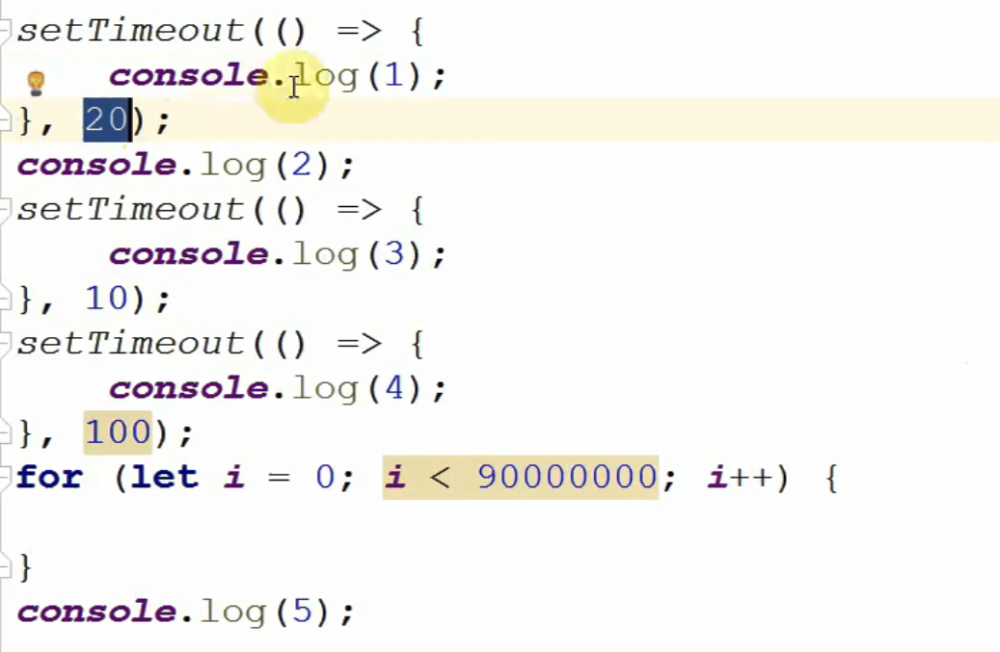 setTimeout(() => {
    console.log(1);
}, 20);
console.log(2);
setTimeout(() => {
    console.log(3);
}, 10);
setTimeout(() => {
    console.log(4);
}, 100);
for (let i = 0; i < 90000000; i++) {

}
console.log(5);